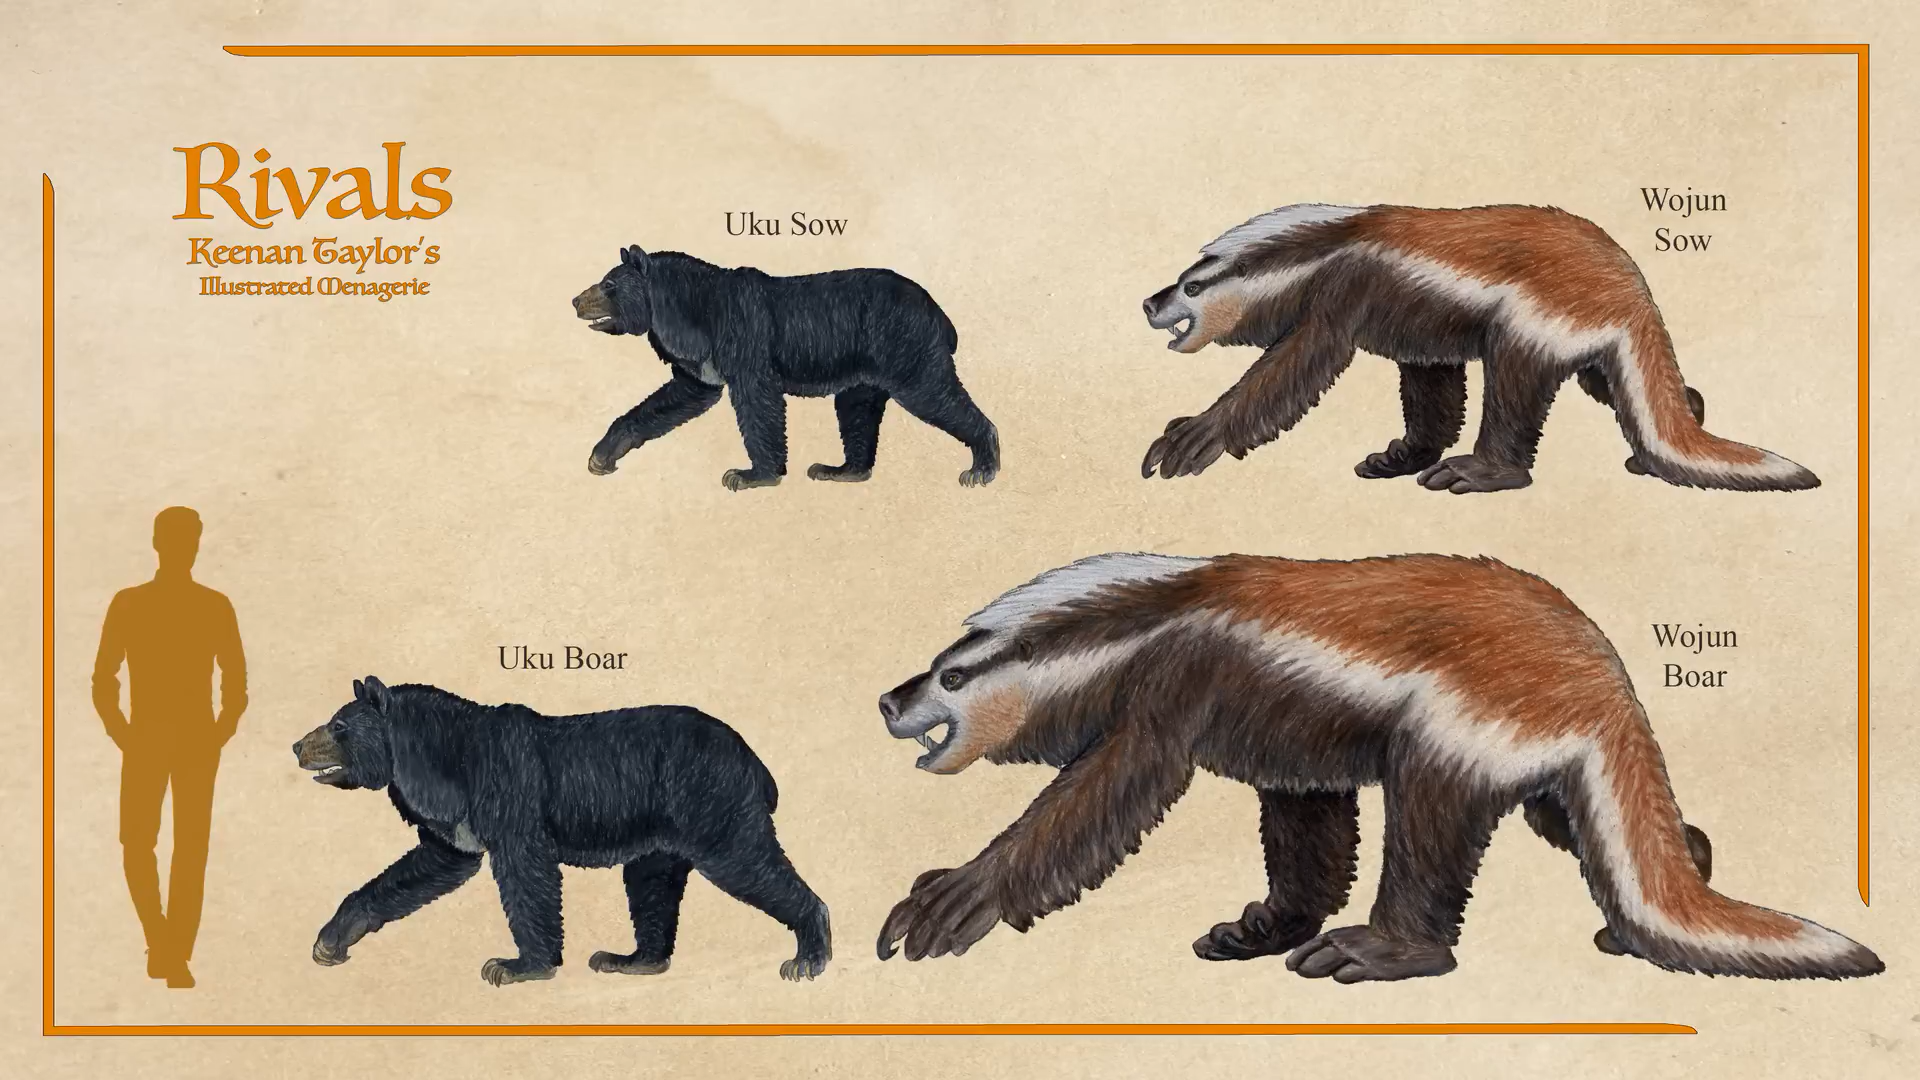 Rivals
Keenan Taylor's
Illustrated Menagerie
Uku Sow
Wojun
Sow
Uku Boar
Wojun
Boar